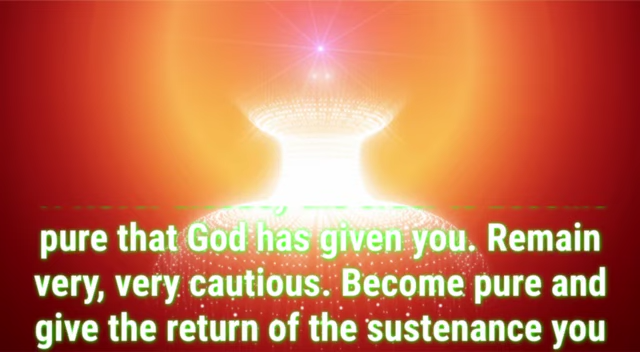 pure that God has given you. Remain
very, very cautious. Become pure and
give the return of the sustenance you